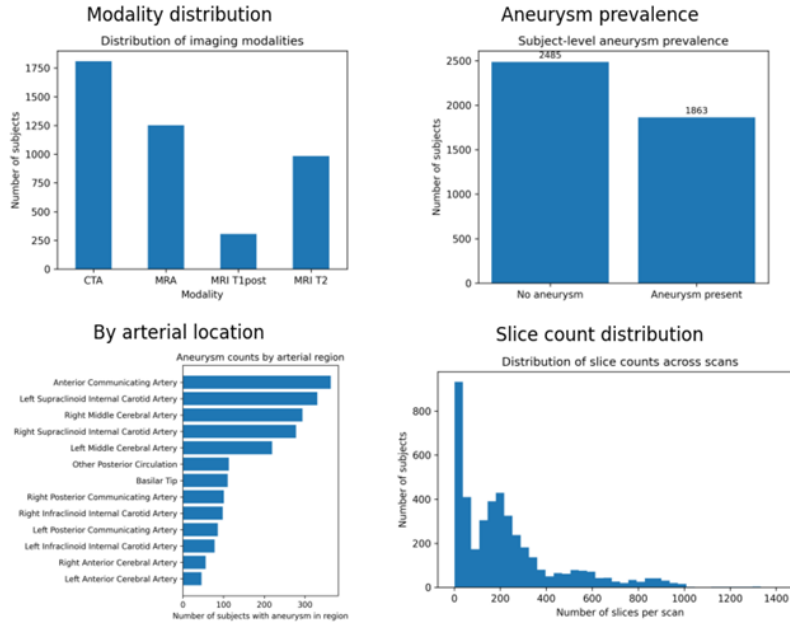 Modality distribution
Distribution of imaging modalities
1750
1500
1250
1000
750
500
250
0
Number of subjects
CTA MRA MRI T1post MRI T2
Modality
Aneurysm prevalence
Subject-level aneurysm prevalence
2485
1863
2500
2000
1500
1000
500
0
Number of subjects
No aneurysm Aneurysm present
By arterial location
Aneurysm counts by arterial region
Anterior Communicating Artery
Left Supraclinoid Internal Carotid Artery
Right Middle Cerebral Artery
Right Supraclinoid Internal Carotid Artery
Left Middle Cerebral Artery
Other Posterior Circulation
Basilar Tip
Right Posterior Communicating Artery
Right Infraclinoid Internal Carotid Artery
Left Posterior Communicating Artery
Left Infraclinoid Internal Carotid Artery
Right Anterior Cerebral Artery
Left Anterior Cerebral Artery
0 100 200 300
Number of subjects with aneurysm in region
Slice count distribution
Distribution of slice counts across scans
800
600
400
200
0
Number of subjects
0 200 400 600 800 1000 1200 1400
Number of slices per scan